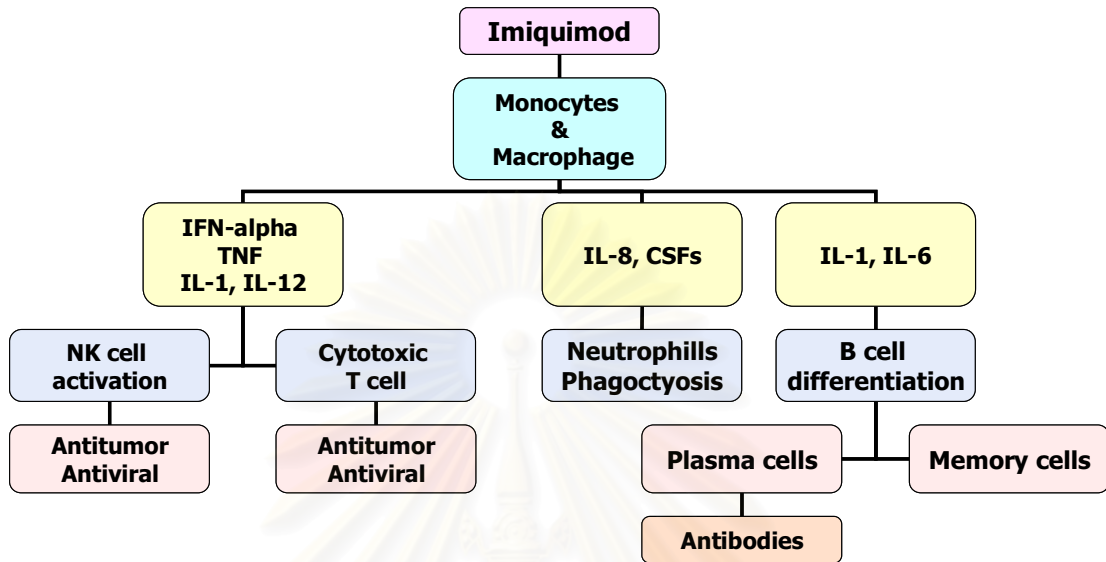 Imiquimod
Monocytes
&
Macrophage
IFN-alpha
TNF
IL-1, IL-12
IL-8, CSFs
IL-1, IL-6
NK cell
activation
Cytotoxic
T cell
Neutrophills
Phagoctyosis
B cell
differentiation
Antitumor
Antiviral
Antitumor
Antiviral
Plasma cells
Memory cells
Antibodies